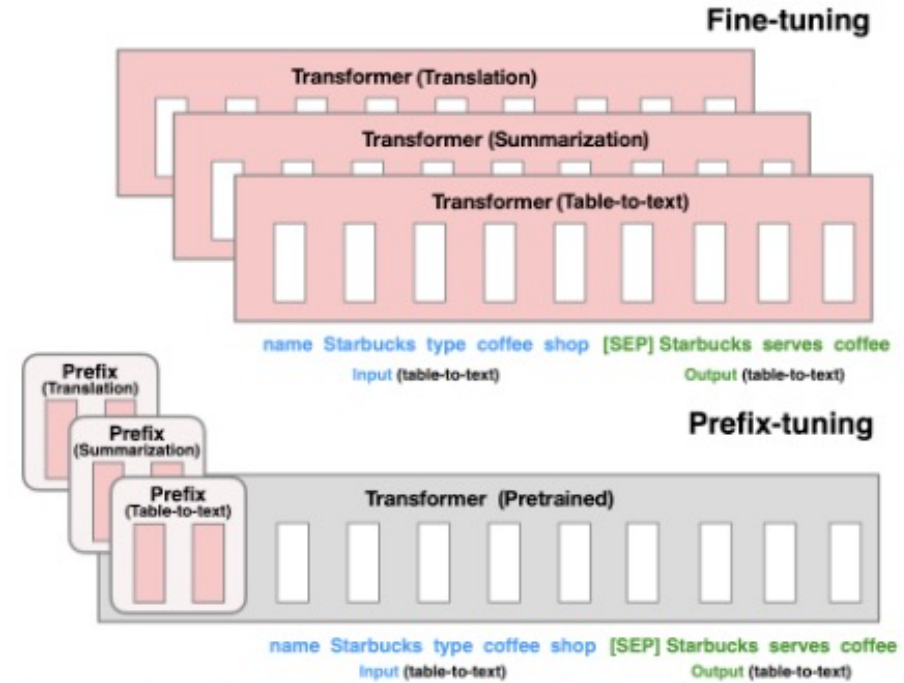 Fine-tuning
Transformer (Translation)
Transformer (Summarization)
Transformer (Table-to-text)
name Starbucks type coffee shop [SEP] Starbucks serves coffee
Input (table-to-text) Output (table-to-text)
Prefix
(Translation)
Prefix-tuning
Prefix
(Summarization)
Prefix
(Table-to-text)
Transformer (Pretrained)
name Starbucks type coffee shop [SEP] Starbucks serves coffee
Input (table-to-text) Output (table-to-text)